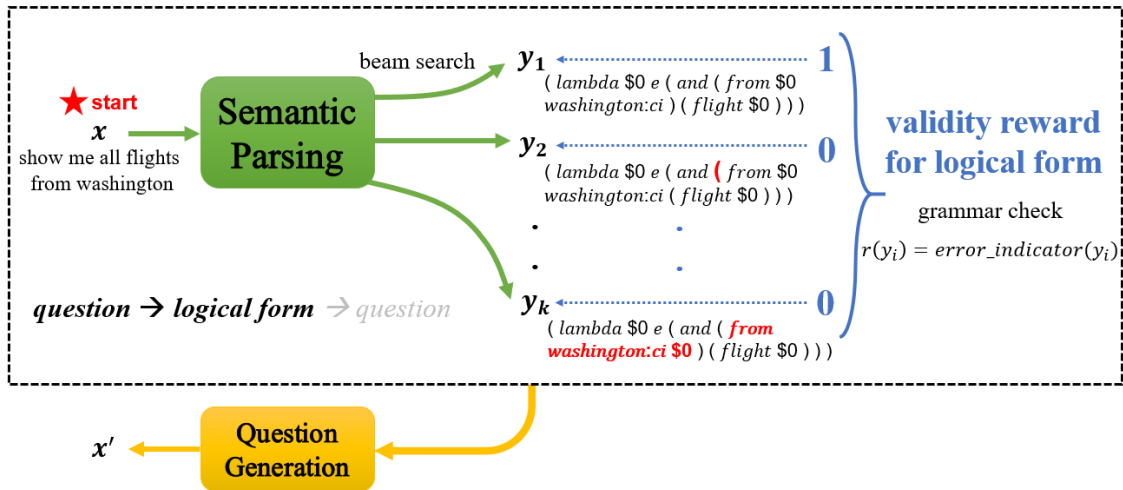 ★ start
x
show me all flights
from washington
Semantic
Parsing
beam search
y₁
1
( lambda $0 e ( and ( from $0
washington:ci ) ( flight $0 ) ) )
y₂
0
( lambda $0 e ( and ( from $0
washington:ci ( flight $0 ) ) )
yₖ
0
( lambda $0 e ( and ( from
washington:ci $0 ) ( flight $0 ) ) )
validity reward
for logical form
grammar check
r(yᵢ) = error_indicator(yᵢ)
question → logical form → question
x′
Question
Generation